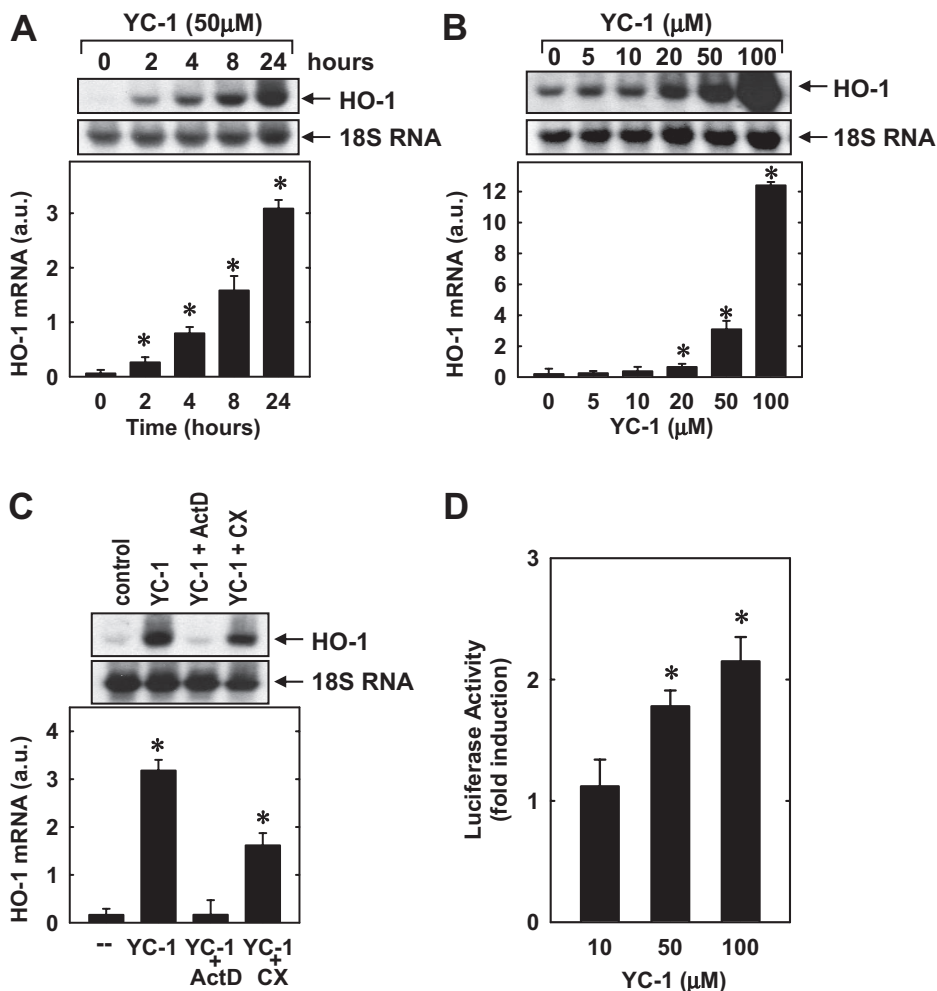 A
YC-1 (50μM)
0 2 4 8 24 hours
HO-1
18S RNA
HO-1 mRNA (a.u.)
3
2
1
0
* * * *
0 2 4 8 24
Time (hours)
B
YC-1 (μM)
0 5 10 20 50 100
HO-1
18S RNA
HO-1 mRNA (a.u.)
12
10
8
6
4
2
0
* * *
0 5 10 20 50 100
YC-1 (μM)
C
control
YC-1
YC-1 + ActD
YC-1 + CX
HO-1
18S RNA
HO-1 mRNA (a.u.)
4
3
2
1
0
* *
-- YC-1 YC-1 YC-1
+ +
ActD CX
D
Luciferase Activity
(fold induction)
3
2
1
0
* *
10 50 100
YC-1 (μM)